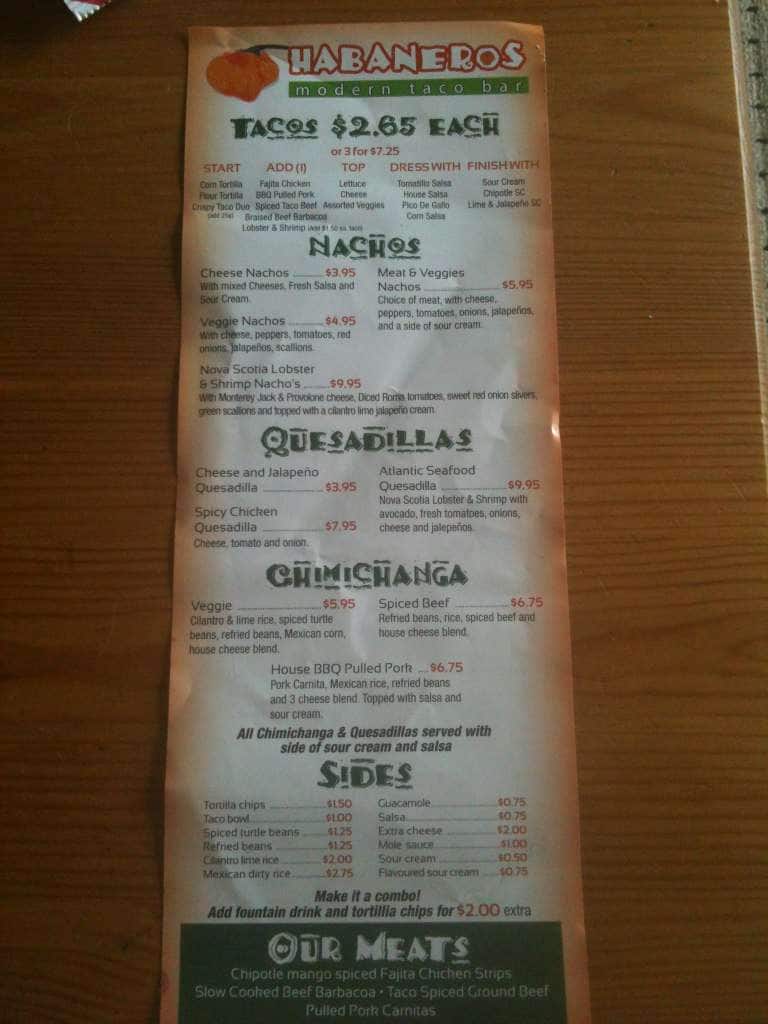 HABANEROS
modern taco bar
TACOS $2.65 EACH
or 3 for $7.25
START ADD (1) TOP DRESS WITH FINISH WITH
Corn Tortilla Fajita Chicken Lettuce Tomatillo Salsa Sour Cream
Flour Tortilla BBQ Pulled Pork Cheese House Salsa Chipotle SC
Crispy Taco Duo Spiced Taco Beef Assorted Veggies Pico De Gallo Lime & Jalapeño SC
(add 25¢) Braised Beef Barbacoa Corn Salsa
Lobster & Shrimp (Add $1.50 ea. taco)
NACHOS
Cheese Nachos $3.95
With mixed Cheeses, Fresh Salsa and
Sour Cream.
Veggie Nachos $4.95
With cheese, peppers, tomatoes, red
onions, jalapeños, scallions.
Meat & Veggies
Nachos $5.95
Choice of meat, with cheese,
peppers, tomatoes, onions, jalapeños,
and a side of sour cream.
Nova Scotia Lobster
& Shrimp Nacho's $9.95
With Monterey Jack & Provolone cheese, Diced Roma tomatoes, sweet red onion slivers,
green scallions and topped with a cilantro lime jalapeño cream.
QUESADILLAS
Cheese and Jalapeño
Quesadilla $3.95
Spicy Chicken
Quesadilla $7.95
Cheese, tomato and onion.
Atlantic Seafood
Quesadilla $9.95
Nova Scotia Lobster & Shrimp with
avocado, fresh tomatoes, onions,
cheese and jalepeños.
CHIMICHANGA
Veggie $5.95
Cilantro & lime rice, spiced turtle
beans, refried beans, Mexican corn,
house cheese blend.
Spiced Beef $6.75
Refried beans, rice, spiced beef and
house cheese blend.
House BBQ Pulled Pork $6.75
Pork Carnita, Mexican rice, refried beans
and 3 cheese blend. Topped with salsa and
sour cream.
All Chimichanga & Quesadillas served with
side of sour cream and salsa
SIDES
Tortilla chips $1.50
Taco bowl $1.00
Spiced turtle beans $1.25
Refried beans $1.25
Cilantro lime rice $2.00
Mexican dirty rice $2.75
Guacamole $0.75
Salsa $0.75
Extra cheese $2.00
Mole sauce $1.00
Sour cream $0.50
Flavoured sour cream $0.75
Make it a combo!
Add fountain drink and tortillia chips for $2.00 extra
OUR MEATS
Chipotle mango spiced Fajita Chicken Strips
Slow Cooked Beef Barbacoa • Taco Spiced Ground Beef
Pulled Pork Carnitas